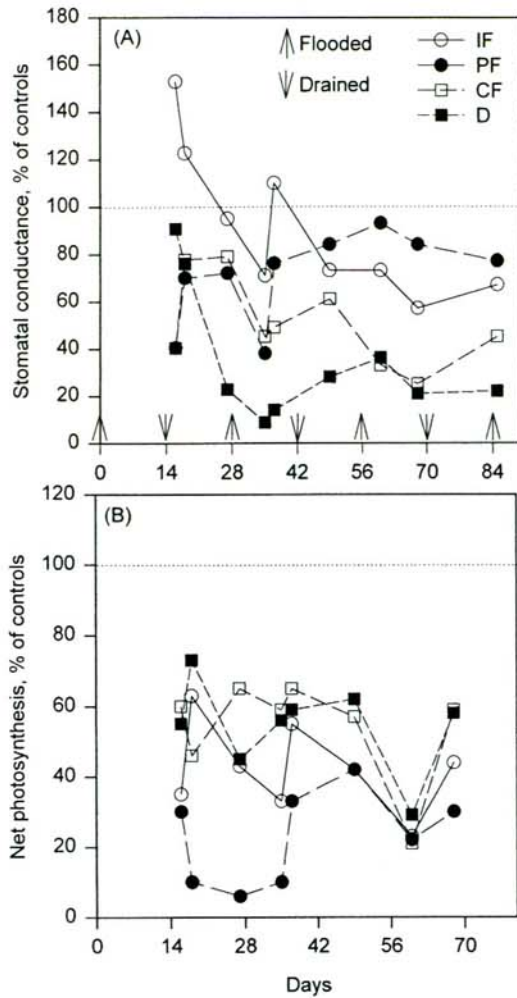 (A)
Flooded
Drained
IF
PF
CF
D
Stomatal conductance, % of controls
180
160
140
120
100
80
60
40
20
0
0 14 28 42 56 70 84
(B)
Net photosynthesis, % of controls
120
100
80
60
40
20
0
0 14 28 42 56 70
Days